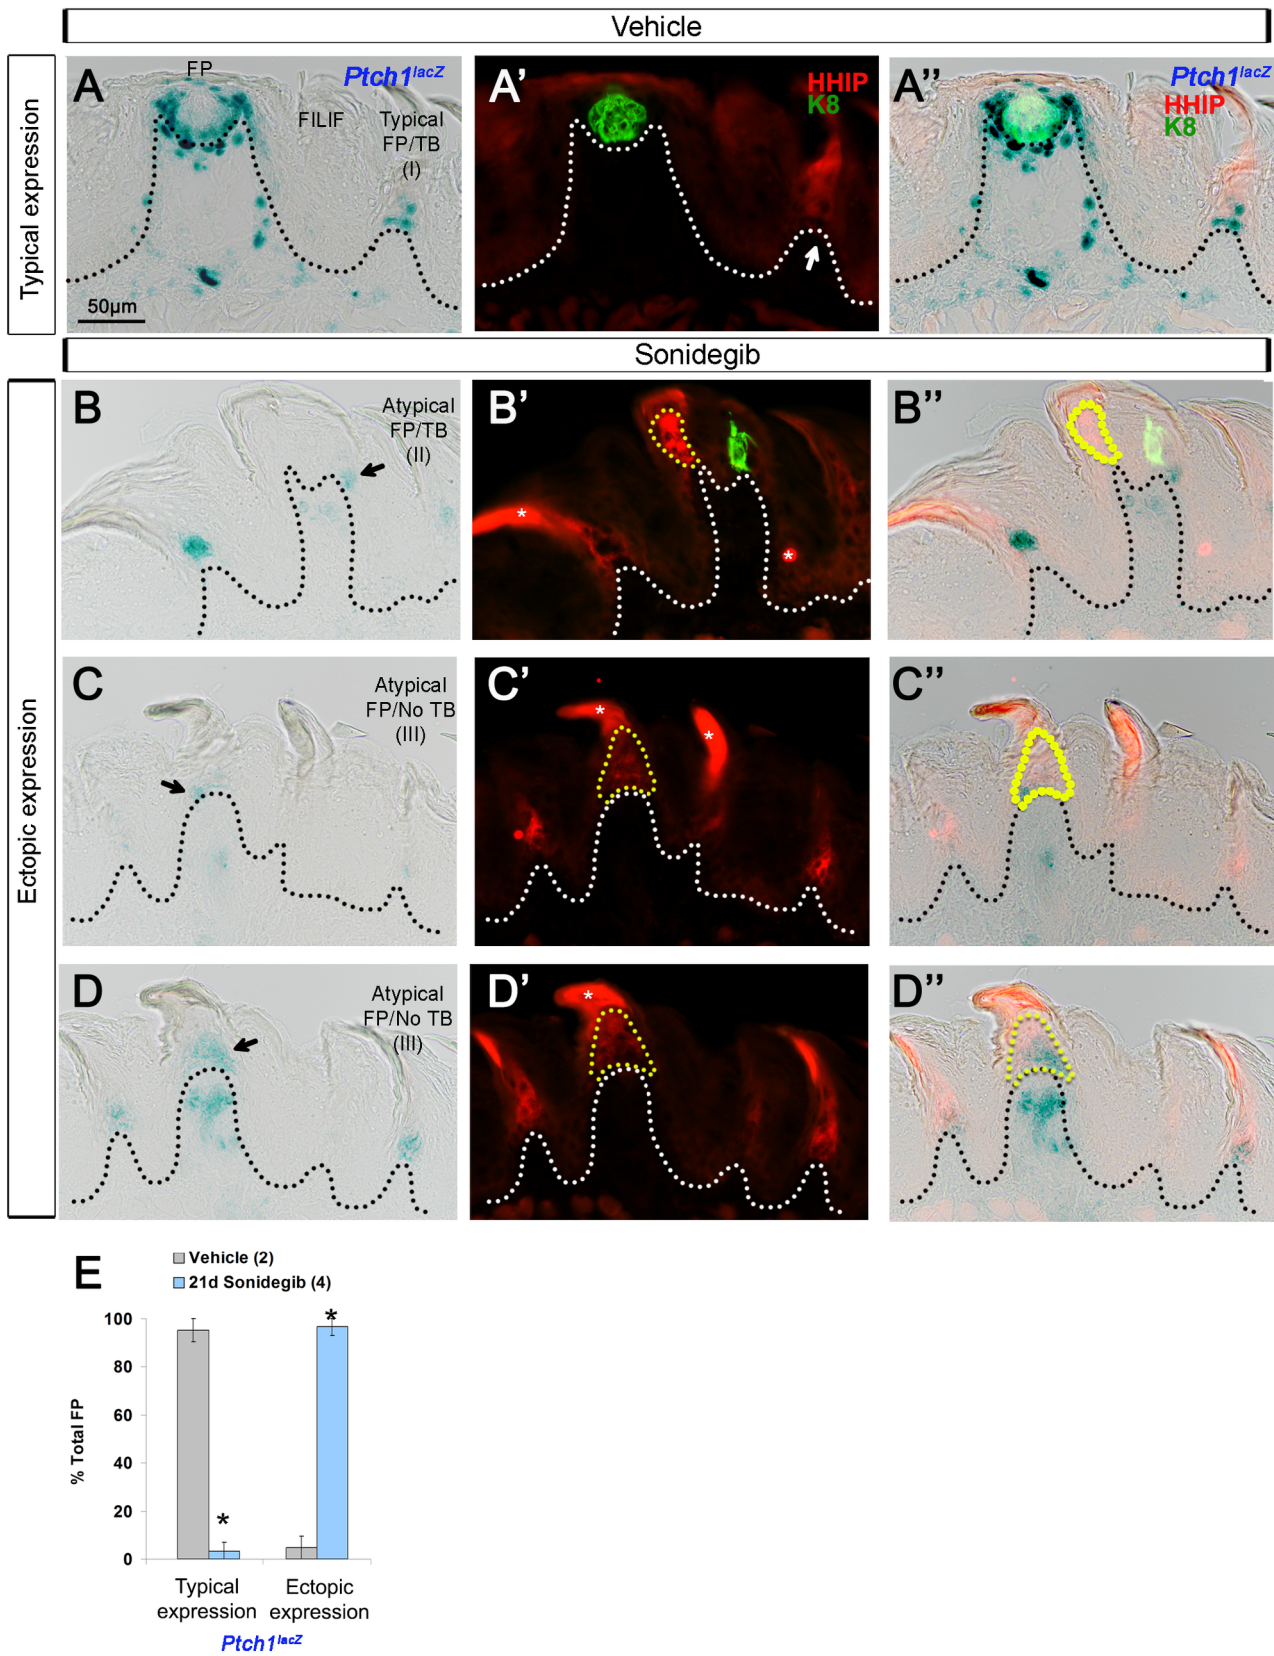 Vehicle
Typical expression
A
FP
Ptch1lacZ
FILIF
Typical
FP/TB
(I)
50µm
A'
HHIP
K8
A''
Ptch1lacZ
HHIP
K8
Sonidegib
Ectopic expression
B
Atypical
FP/TB
(II)
B'
*
*
B''
C
Atypical
FP/No TB
(III)
C'
*
*
C''
D
Atypical
FP/No TB
(III)
D'
*
D''
E
Vehicle (2)
21d Sonidegib (4)
% Total FP
100
80
60
40
20
0
*
*
Typical
expression
Ectopic
expression
Ptch1lacZ